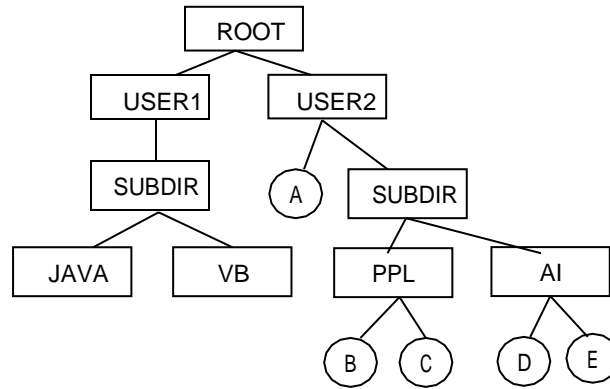 ROOT
USER1 USER2
SUBDIR A SUBDIR
JAVA VB PPL AI
B C D E